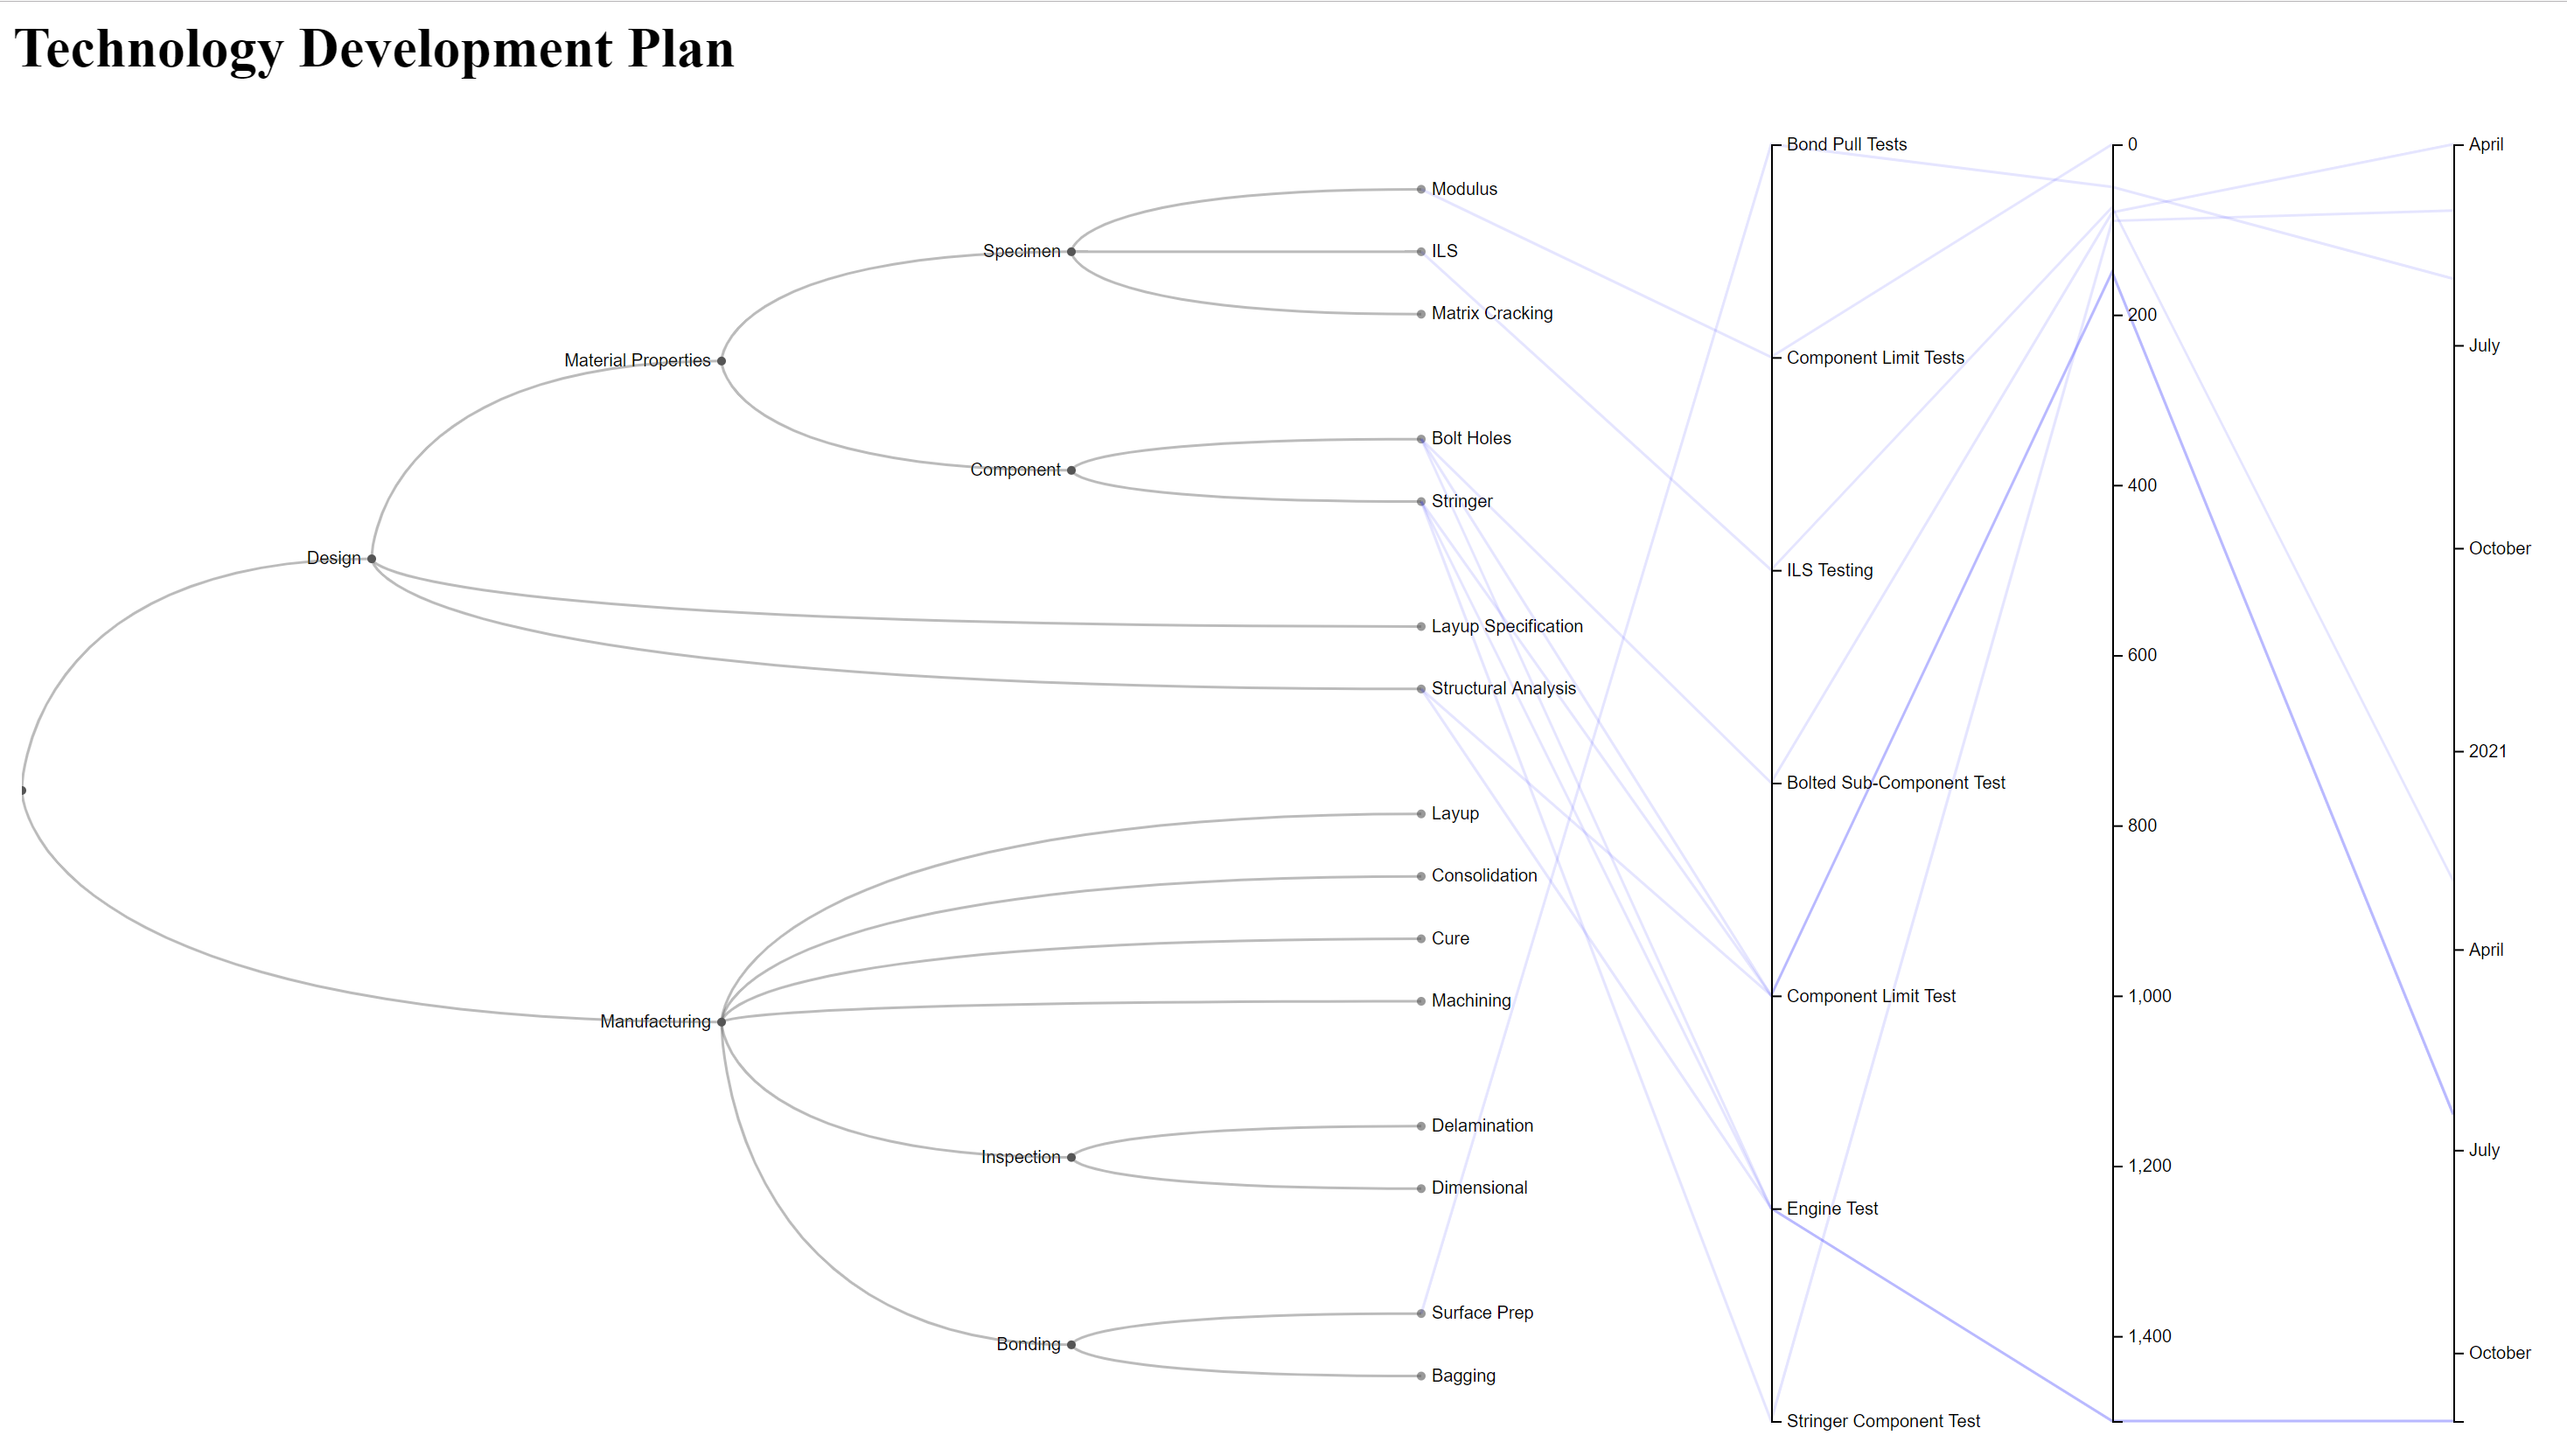 Technology Development Plan
Design
Material Properties
Manufacturing
Specimen
Component
Inspection
Bonding
Modulus
ILS
Matrix Cracking
Bolt Holes
Stringer
Layup Specification
Structural Analysis
Layup
Consolidation
Cure
Machining
Delamination
Dimensional
Surface Prep
Bagging
Bond Pull Tests
Component Limit Tests
ILS Testing
Bolted Sub-Component Test
Component Limit Test
Engine Test
Stringer Component Test
0
200
400
600
800
1,000
1,200
1,400
April
July
October
2021
April
July
October